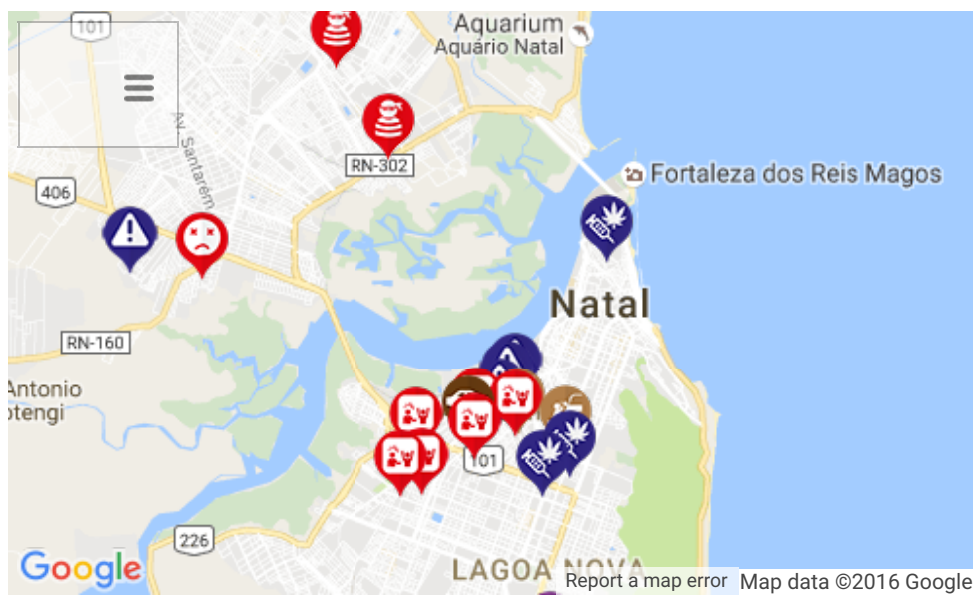 101
Aquarium
Aquário Natal
Av. Santarém
RN-302
Fortaleza dos Reis Magos
406
Natal
RN-160
Antonio
otengi
101
226
Google
LAGOA NOVA
Report a map error
Map data ©2016 Google